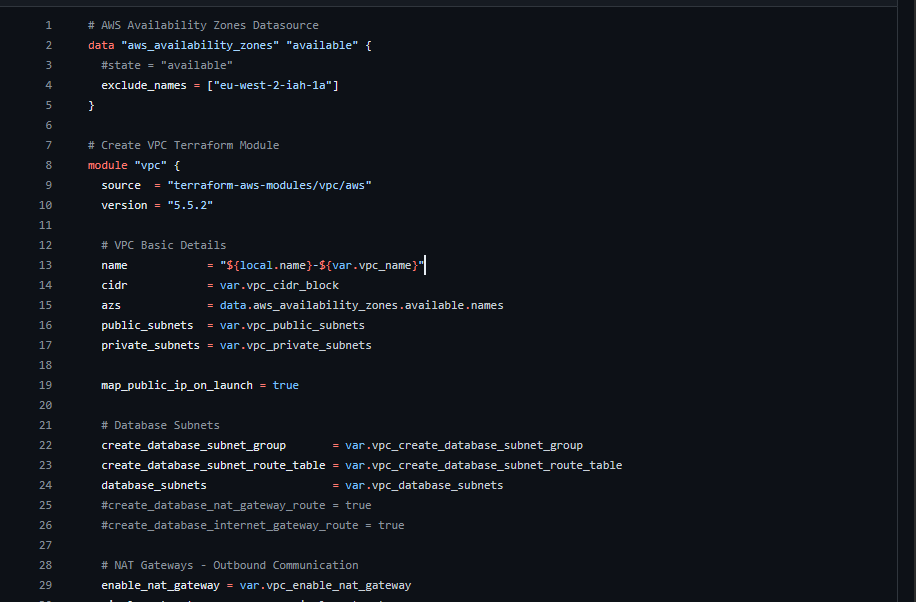 1 # AWS Availability Zones Datasource
2 data "aws_availability_zones" "available" {
3   #state = "available"
4   exclude_names = ["eu-west-2-iah-1a"]
5 }
6
7 # Create VPC Terraform Module
8 module "vpc" {
9   source  = "terraform-aws-modules/vpc/aws"
10   version = "5.5.2"
11
12   # VPC Basic Details
13   name            = "${local.name}-${var.vpc_name}"
14   cidr            = var.vpc_cidr_block
15   azs             = data.aws_availability_zones.available.names
16   public_subnets  = var.vpc_public_subnets
17   private_subnets = var.vpc_private_subnets
18
19   map_public_ip_on_launch = true
20
21   # Database Subnets
22   create_database_subnet_group       = var.vpc_create_database_subnet_group
23   create_database_subnet_route_table = var.vpc_create_database_subnet_route_table
24   database_subnets                   = var.vpc_database_subnets
25   #create_database_nat_gateway_route = true
26   #create_database_internet_gateway_route = true
27
28   # NAT Gateways - Outbound Communication
29   enable_nat_gateway = var.vpc_enable_nat_gateway